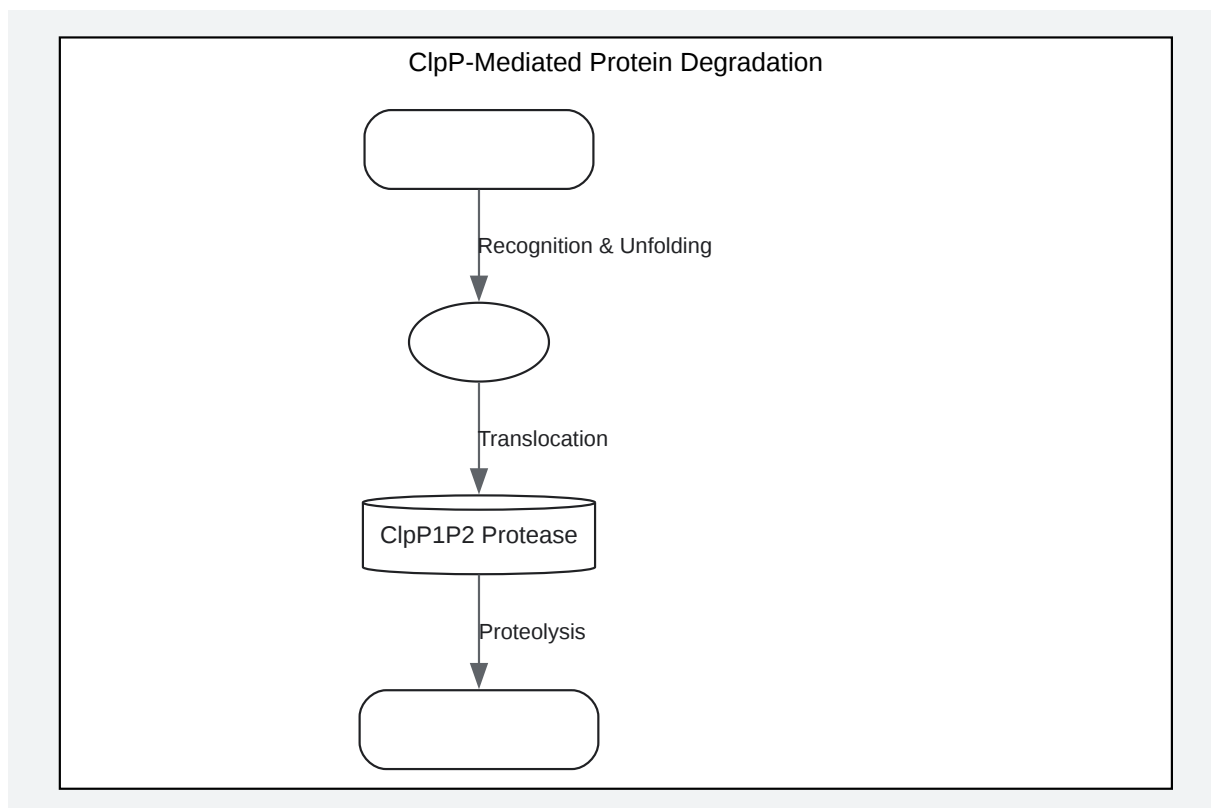 ClpP-Mediated Protein Degradation
Recognition & Unfolding
Translocation
ClpP1P2 Protease
Proteolysis